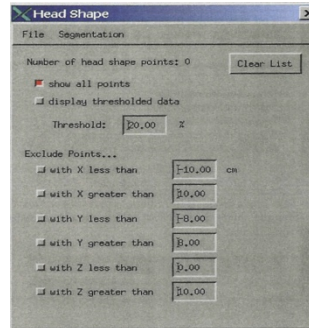 Head Shape
File Segmentation
Number of head shape points: 0 Clear List
show all points
display thresholded data
Threshold: 20.00 %
Exclude Points...
with X less than -10.00 cm
with X greater than 10.00
with Y less than -8.00
with Y greater than 8.00
with Z less than 0.00
with Z greater than 10.00